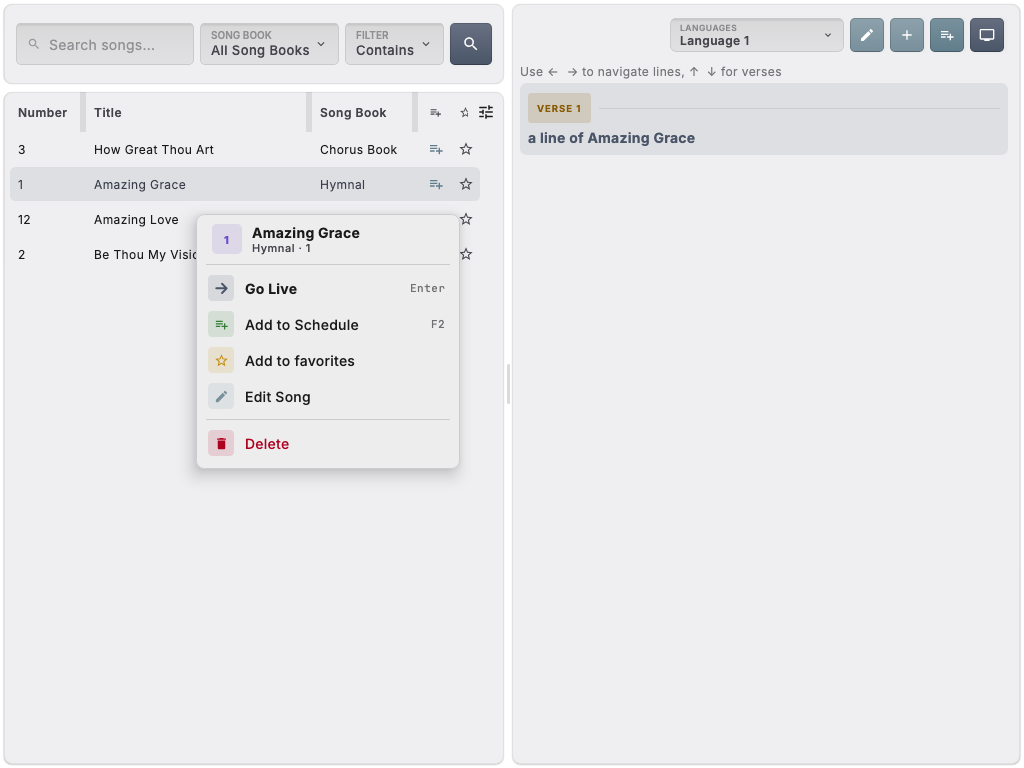 Search songs...
SONG BOOK
All Song Books
FILTER
Contains
Number Title Song Book
3 How Great Thou Art Chorus Book
1 Amazing Grace Hymnal
12 Amazing Love
2 Be Thou My
1 Amazing Grace
Hymnal · 1
Go Live Enter
Add to Schedule F2
Add to favorites
Edit Song
Delete
LANGUAGES
Language 1
Use ← → to navigate lines, ↑ ↓ for verses
VERSE 1
a line of Amazing Grace